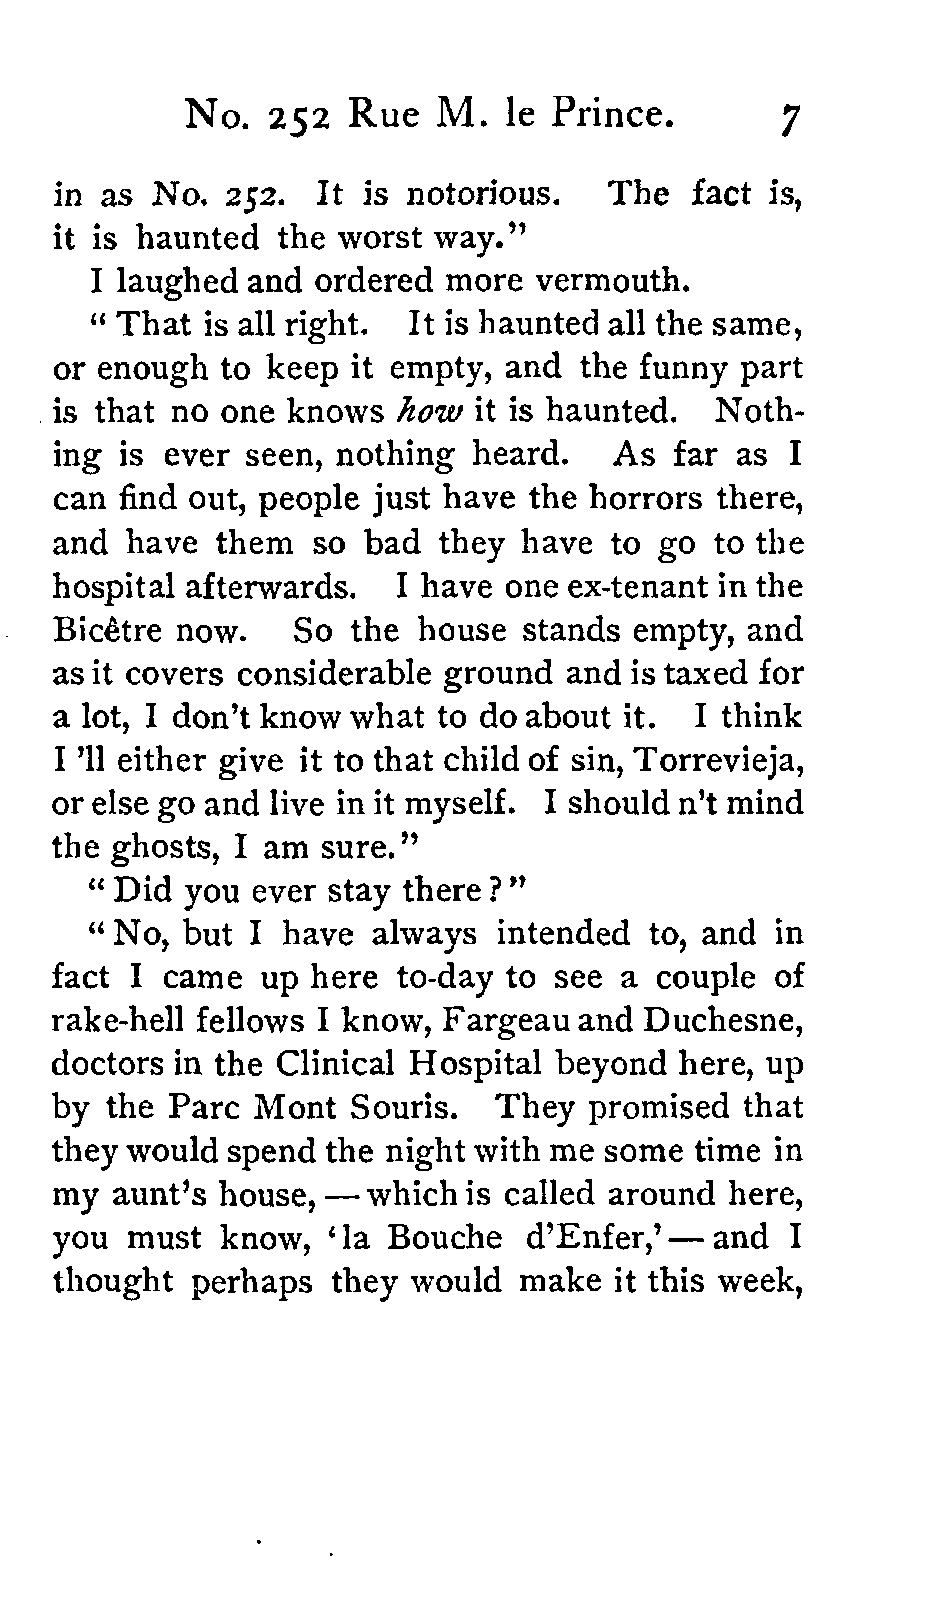 No. 252 Rue M. le Prince. 7
in as No. 252. It is notorious. The fact is,
it is haunted the worst way."
I laughed and ordered more vermouth.
"That is all right. It is haunted all the same,
or enough to keep it empty, and the funny part
is that no one knows how it is haunted. Noth-
ing is ever seen, nothing heard. As far as I
can find out, people just have the horrors there,
and have them so bad they have to go to the
hospital afterwards. I have one ex-tenant in the
Bicêtre now. So the house stands empty, and
as it covers considerable ground and is taxed for
a lot, I don't know what to do about it. I think
I 'll either give it to that child of sin, Torrevieja,
or else go and live in it myself. I should n't mind
the ghosts, I am sure."
"Did you ever stay there?"
"No, but I have always intended to, and in
fact I came up here to-day to see a couple of
rake-hell fellows I know, Fargeau and Duchesne,
doctors in the Clinical Hospital beyond here, up
by the Parc Mont Souris. They promised that
they would spend the night with me some time in
my aunt's house, — which is called around here,
you must know, 'la Bouche d'Enfer,' — and I
thought perhaps they would make it this week,